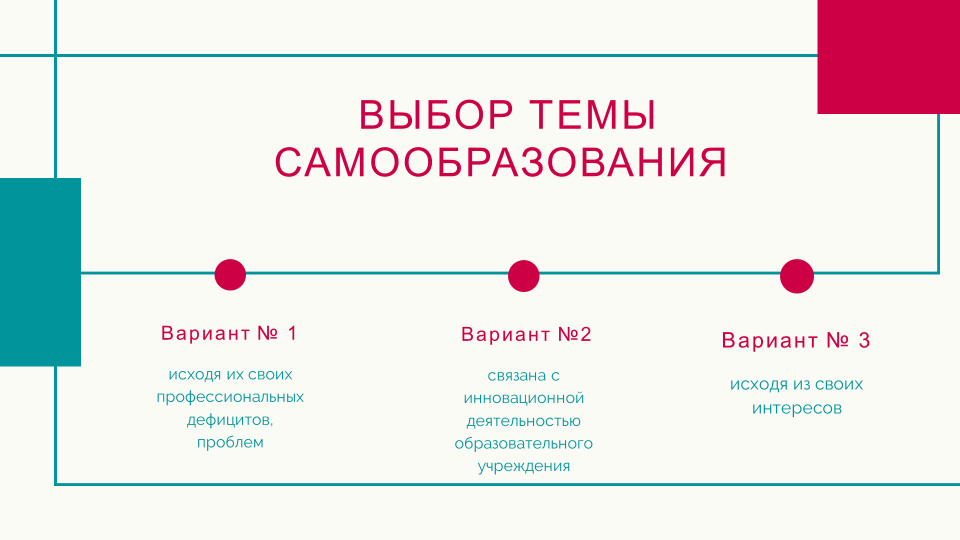 ВЫБОР ТЕМЫ
САМООБРАЗОВАНИЯ
Вариант № 1
исходя их своих
профессиональных
дефицитов,
проблем
Вариант №2
связана с
инновационной
деятельностью
образовательного
учреждения
Вариант № 3
исходя из своих
интересов